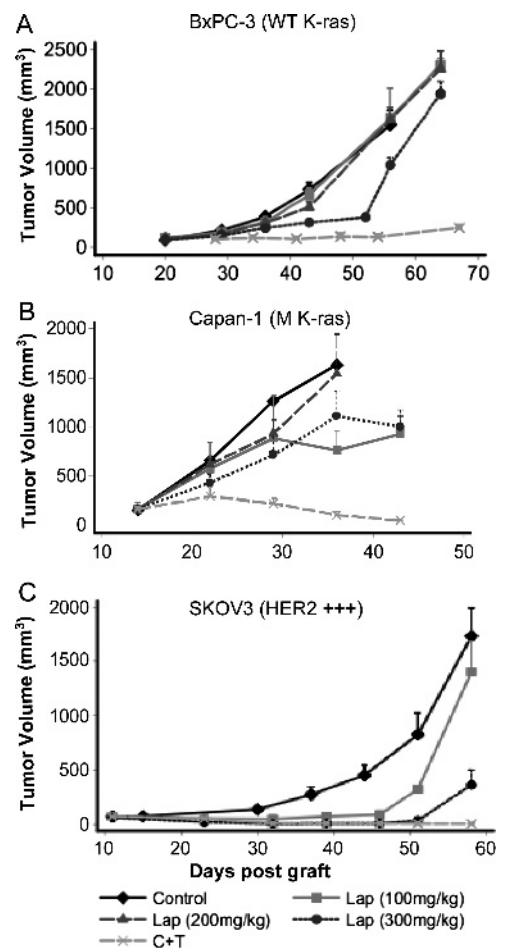 A
BxPC-3 (WT K-ras)
Tumor Volume (mm³)
2500
2000
1500
1000
500
0
10 20 30 40 50 60 70
B
Capan-1 (M K-ras)
Tumor Volume (mm³)
2000
1500
1000
500
0
10 20 30 40 50
C
SKOV3 (HER2 +++)
Tumor Volume (mm³)
2000
1500
1000
500
0
10 20 30 40 50 60
Days post graft
Control Lap (100mg/kg)
Lap (200mg/kg) Lap (300mg/kg)
C+T